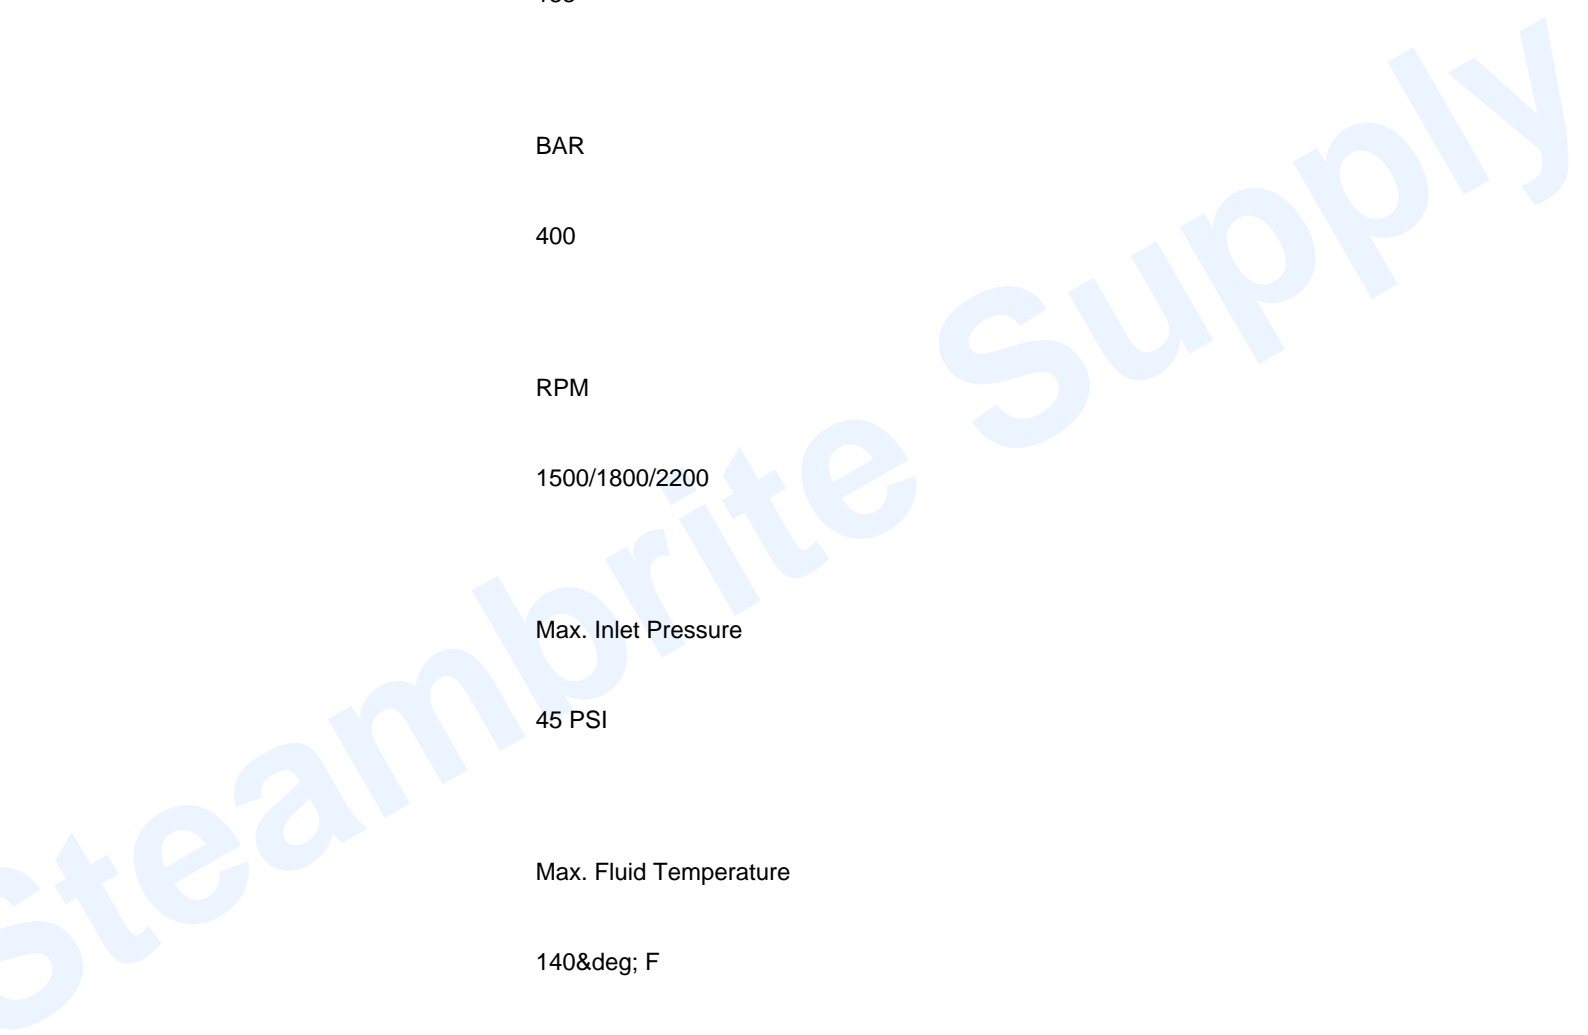 BAR
400
RPM
1500/1800/2200
Max. Inlet Pressure
45 PSI
Max. Fluid Temperature
140&deg; F
Steambrite Supply